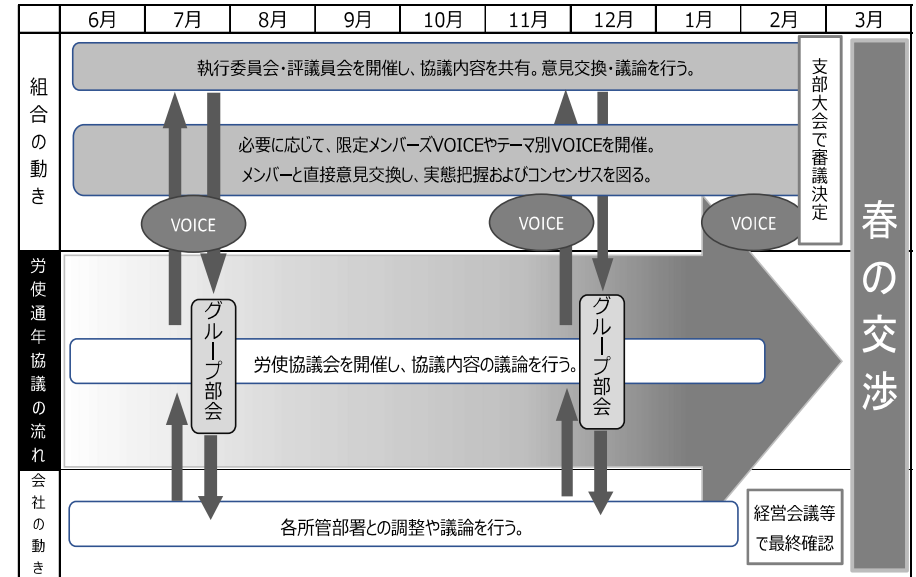 6月 7月 8月 9月 10月 11月 12月 1月 2月 3月
組合の動き
執行委員会・評議員会を開催し、協議内容を共有。意見交換・議論を行う。
必要に応じて、限定メンバーズVOICEやテーマ別VOICEを開催。
メンバーと直接意見交換し、実態把握およびコンセンサスを図る。
VOICE
VOICE
VOICE
支部大会で審議決定
春の交渉
労使通年協議の流れ
グループ部会
グループ部会
労使協議会を開催し、協議内容の議論を行う。
会社の動き
各所管部署との調整や議論を行う。
経営会議等
で最終確認